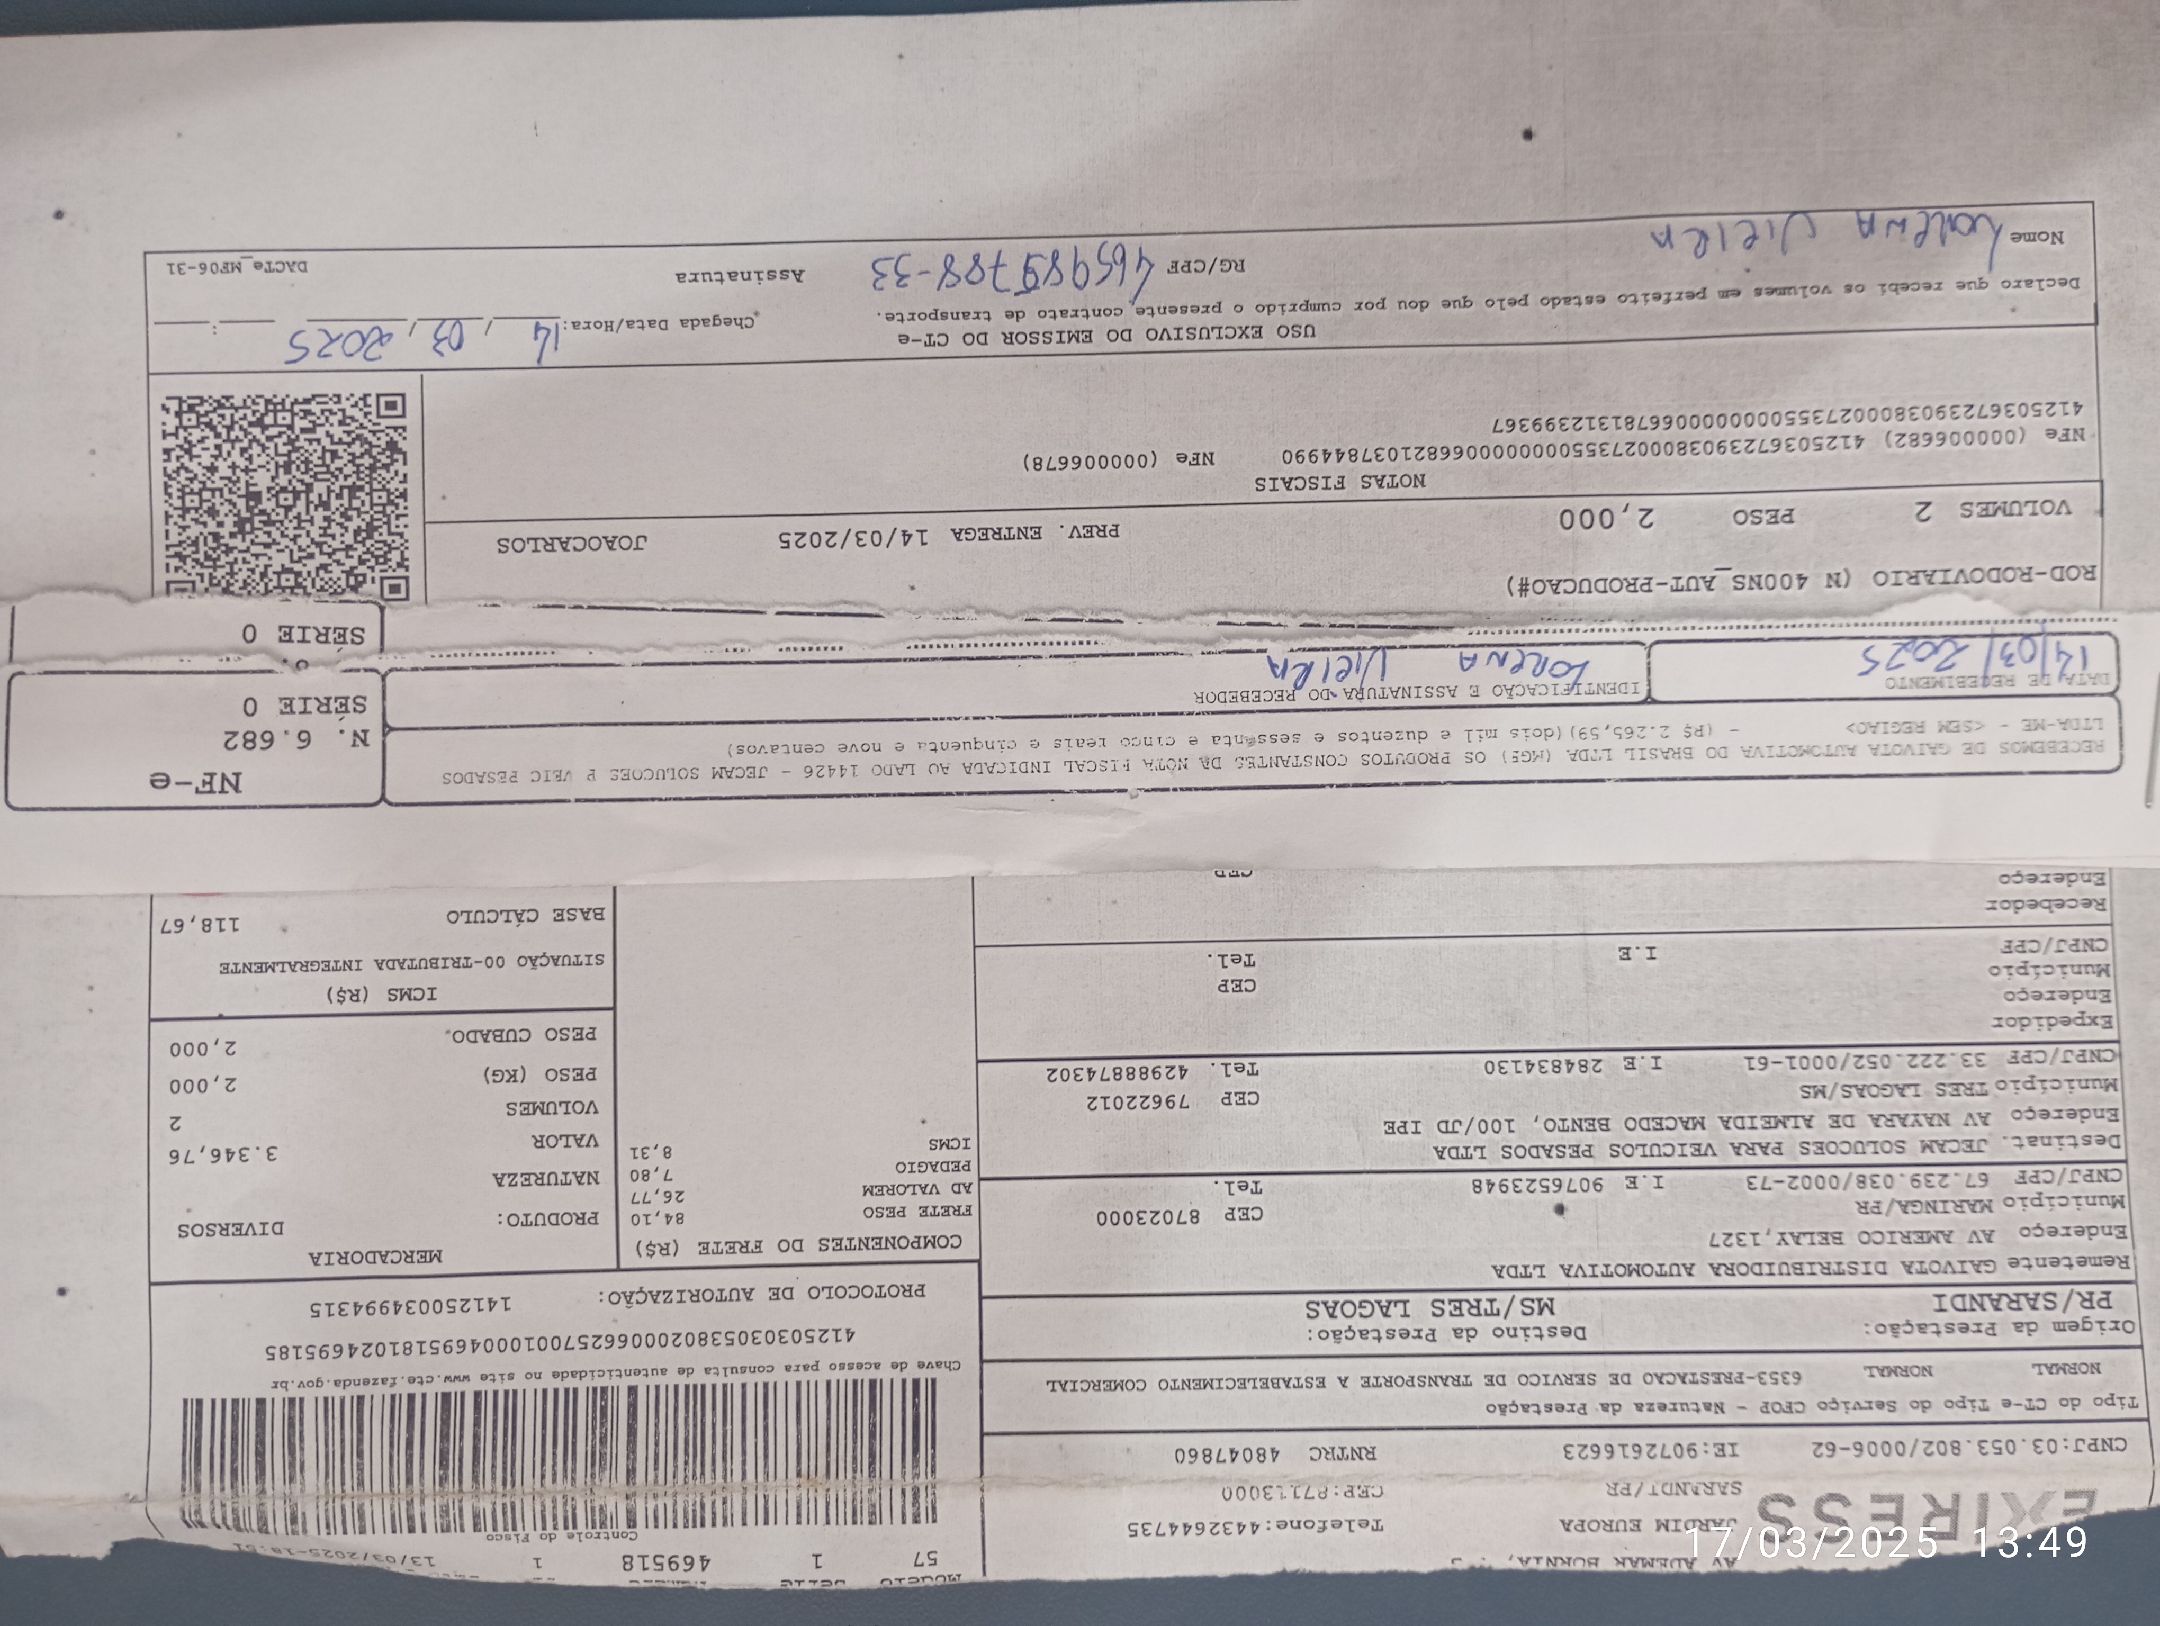 MODELO SÉRIE
57 1 469518 1 13/03/2025-18:51
Controle do Fisco
Chave de acesso para consulta de autenticidade no site www.cte.fazenda.gov.br
41250303053802000662570010004695181024695185
PROTOCOLO DE AUTORIZAÇÃO: 141250034994315
AV ADEMAR BORNIA,
JARDIM EUROPA Telefone:4432644735
SARANDI/PR CEP:87113000
EXPRESS
CNPJ:03.053.802/0006-62 IE:9072616623 RNTRC 48047860
Tipo do CT-e Tipo do Serviço CFOP - Natureza da Prestação
NORMAL NORMAL 6353-PRESTACAO DE SERVICO DE TRANSPORTE A ESTABELECIMENTO COMERCIAL
Origem da Prestação: Destino da Prestação:
PR/SARANDI MS/TRES LAGOAS
Remetente GAIVOTA DISTRIBUIDORA AUTOMOTIVA LTDA
Endereço AV AMERICO BELAY,1327
Município MARINGA/PR CEP 87023000
CNPJ/CPF 67.239.038/0002-73 I.E 9076523948 Tel.
Destinat. JECAM SOLUCOES PARA VEICULOS PESADOS LTDA
Endereço AV NAYARA DE ALMEIDA MACEDO BENTO, 100/JD IPE
Município TRES LAGOAS/MS CEP 79622012
CNPJ/CPF 33.222.052/0001-61 I.E 284834130 Tel. 42988874302
Expedidor
Endereço
Município CEP
CNPJ/CPF I.E Tel.
Recebedor
Endereço
CEP
COMPONENTES DO FRETE (R$)
FRETE PESO 84,10
AD VALOREM 26,77
PEDAGIO 7,80
ICMS 8,31
MERCADORIA
PRODUTO: DIVERSOS
NATUREZA
VALOR 3.346,76
VOLUMES 2
PESO (KG) 2,000
PESO CUBADO. 2,000
ICMS (R$)
SITUAÇÃO 00-TRIBUTADA INTEGRALMENTE
BASE CÁLCULO 118,67
RECEBEMOS DE GAIVOTA AUTOMOTIVA DO BRASIL LTDA (MGF) OS PRODUTOS CONSTANTES DA NOTA FISCAL INDICADA AO LADO 14426 - JECAM SOLUCOES P VEIC PESADOS
LTDA-ME - <SEM REGIAO> - (R$ 2.265,59)(dois mil e duzentos e sessenta e cinco reais e cinquenta e nove centavos)
DATA DE RECEBIMENTO IDENTIFICAÇÃO E ASSINATURA DO RECEBEDOR
14/03/2025 LORENA VIEIRA
NF-e
N. 6.682
SÉRIE 0
SÉRIE 0
ROD-RODOVIARIO (N 400NS_AUT-PRODUCAO#)
VOLUMES 2 PESO 2,000 PREV. ENTREGA 14/03/2025 JOAOCARLOS
NOTAS FISCAIS
NFe (000006682) 41250367239038000273550000000066821037844990 NFe (000006678)
41250367239038000273550000000066781312399367
USO EXCLUSIVO DO EMISSOR DO CT-e
Declaro que recebi os volumes em perfeito estado pelo que dou por cumprido o presente contrato de transporte.
Chegada Data/Hora: 14/03/2025 :
Nome Lorena Vieira RG/CPF 465989708-33 Assinatura
DACTe_MF06-31
17/03/2025 13:49